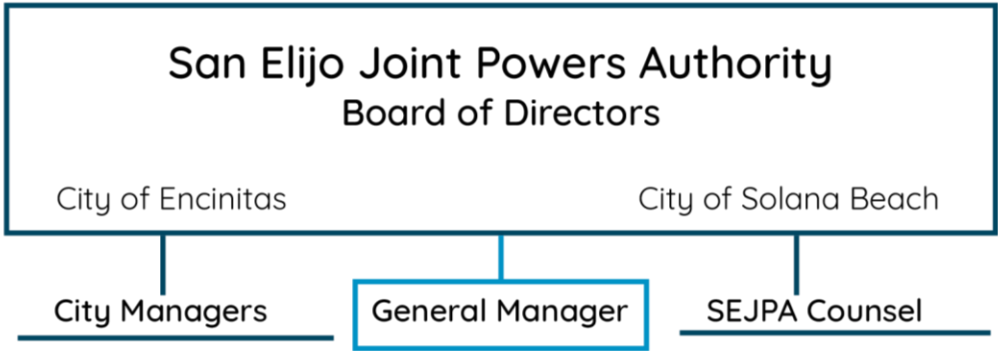 San Elijo Joint Powers Authority
Board of Directors
City of Encinitas
City of Solana Beach
City Managers
General Manager
SEJPA Counsel